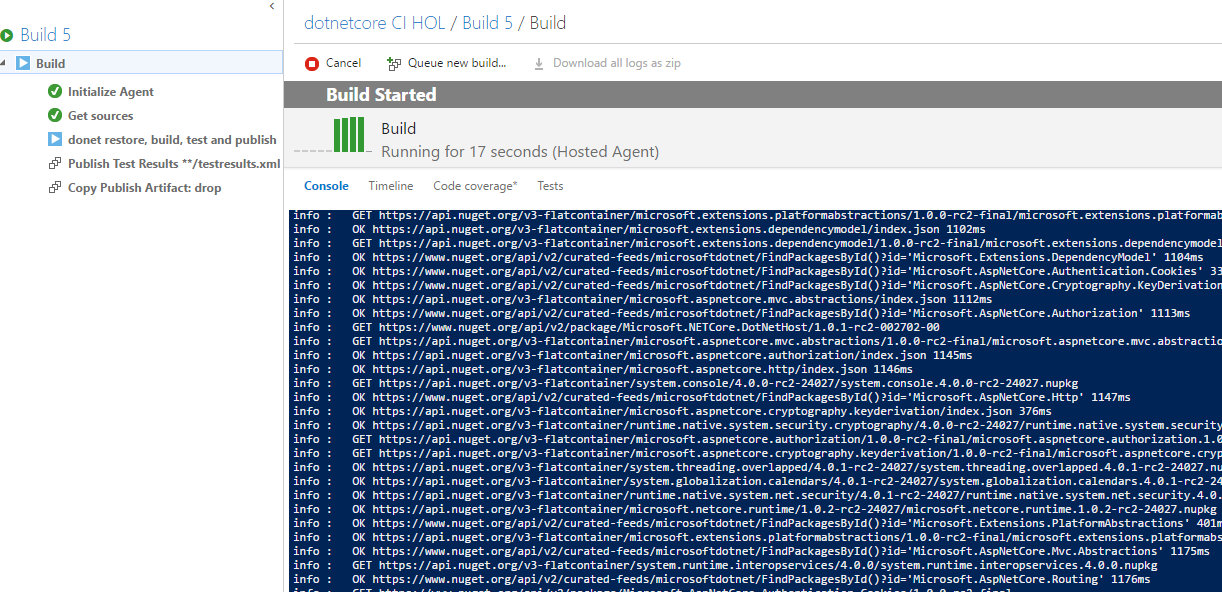 Build 5
Build
Initialize Agent
Get sources
donet restore, build, test and publish
Publish Test Results **/testresults.xml
Copy Publish Artifact: drop
dotnetcore CI HOL / Build 5 / Build
Cancel Queue new build... Download all logs as zip
Build Started
Build
Running for 17 seconds (Hosted Agent)
Console Timeline Code coverage* Tests
info : GET https://api.nuget.org/v3-flatcontainer/microsoft.extensions.platformabstractions/1.0.0-rc2-final/microsoft.extensions.platformab
info : OK https://api.nuget.org/v3-flatcontainer/microsoft.extensions.dependencymodel/index.json 1102ms
info : GET https://api.nuget.org/v3-flatcontainer/microsoft.extensions.dependencymodel/1.0.0-rc2-final/microsoft.extensions.dependencymodel
info : OK https://www.nuget.org/api/v2/curated-feeds/microsoftdotnet/FindPackagesById()?id='Microsoft.Extensions.DependencyModel' 1104ms
info : OK https://www.nuget.org/api/v2/curated-feeds/microsoftdotnet/FindPackagesById()?id='Microsoft.AspNetCore.Authentication.Cookies' 33
info : OK https://www.nuget.org/api/v2/curated-feeds/microsoftdotnet/FindPackagesById()?id='Microsoft.AspNetCore.Cryptography.KeyDerivation
info : OK https://api.nuget.org/v3-flatcontainer/microsoft.aspnetcore.mvc.abstractions/index.json 1112ms
info : OK https://www.nuget.org/api/v2/curated-feeds/microsoftdotnet/FindPackagesById()?id='Microsoft.AspNetCore.Authorization' 1113ms
info : GET https://www.nuget.org/api/v2/package/Microsoft.NETCore.DotNetHost/1.0.1-rc2-002702-00
info : GET https://api.nuget.org/v3-flatcontainer/microsoft.aspnetcore.mvc.abstractions/1.0.0-rc2-final/microsoft.aspnetcore.mvc.abstractio
info : OK https://api.nuget.org/v3-flatcontainer/microsoft.aspnetcore.authorization/index.json 1145ms
info : OK https://api.nuget.org/v3-flatcontainer/microsoft.aspnetcore.http/index.json 1146ms
info : GET https://api.nuget.org/v3-flatcontainer/system.console/4.0.0-rc2-24027/system.console.4.0.0-rc2-24027.nupkg
info : OK https://www.nuget.org/api/v2/curated-feeds/microsoftdotnet/FindPackagesById()?id='Microsoft.AspNetCore.Http' 1147ms
info : OK https://api.nuget.org/v3-flatcontainer/microsoft.aspnetcore.cryptography.keyderivation/index.json 376ms
info : OK https://api.nuget.org/v3-flatcontainer/runtime.native.system.security.cryptography/4.0.0-rc2-24027/runtime.native.system.security
info : GET https://api.nuget.org/v3-flatcontainer/microsoft.aspnetcore.authorization/1.0.0-rc2-final/microsoft.aspnetcore.authorization.1.0
info : GET https://api.nuget.org/v3-flatcontainer/microsoft.aspnetcore.cryptography.keyderivation/1.0.0-rc2-final/microsoft.aspnetcore.cryp
info : OK https://api.nuget.org/v3-flatcontainer/system.threading.overlapped/4.0.1-rc2-24027/system.threading.overlapped.4.0.1-rc2-24027.nu
info : OK https://api.nuget.org/v3-flatcontainer/system.globalization.calendars/4.0.1-rc2-24027/system.globalization.calendars.4.0.1-rc2-24
info : OK https://api.nuget.org/v3-flatcontainer/runtime.native.system.net.security/4.0.1-rc2-24027/runtime.native.system.net.security.4.0.
info : OK https://api.nuget.org/v3-flatcontainer/microsoft.netcore.runtime/1.0.2-rc2-24027/microsoft.netcore.runtime.1.0.2-rc2-24027.nupkg
info : OK https://www.nuget.org/api/v2/curated-feeds/microsoftdotnet/FindPackagesById()?id='Microsoft.Extensions.PlatformAbstractions' 401m
info : OK https://api.nuget.org/v3-flatcontainer/microsoft.extensions.platformabstractions/1.0.0-rc2-final/microsoft.extensions.platformabs
info : OK https://www.nuget.org/api/v2/curated-feeds/microsoftdotnet/FindPackagesById()?id='Microsoft.AspNetCore.Mvc.Abstractions' 1175ms
info : GET https://api.nuget.org/v3-flatcontainer/system.runtime.interopservices/4.0.0/system.runtime.interopservices.4.0.0.nupkg
info : OK https://www.nuget.org/api/v2/curated-feeds/microsoftdotnet/FindPackagesById()?id='Microsoft.AspNetCore.Routing' 1176ms